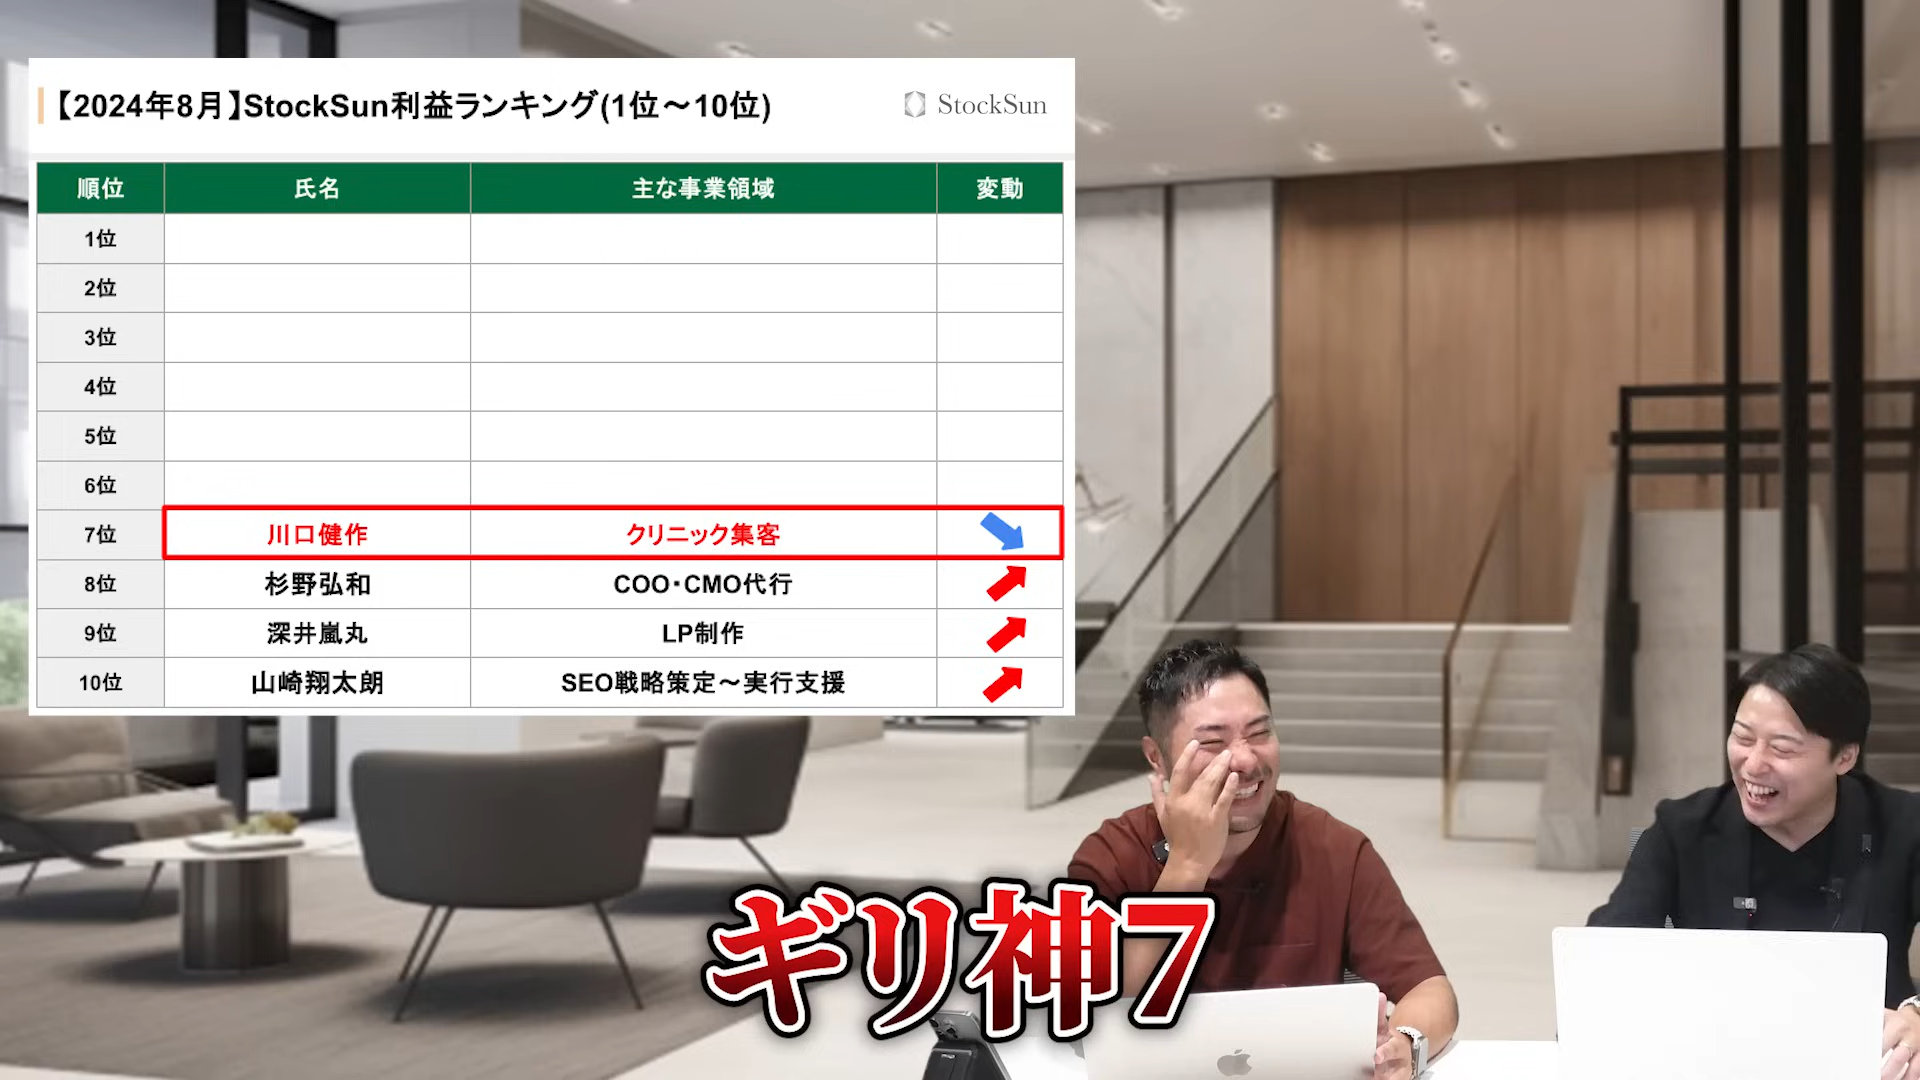 【2024年8月】StockSun利益ランキング(1位～10位)
StockSun
順位 氏名 主な事業領域 変動
1位
2位
3位
4位
5位
6位
7位 川口健作 クリニック集客
8位 杉野弘和 COO・CMO代行
9位 深井嵐丸 LP制作
10位 山崎翔太朗 SEO戦略策定～実行支援
ギリ神7